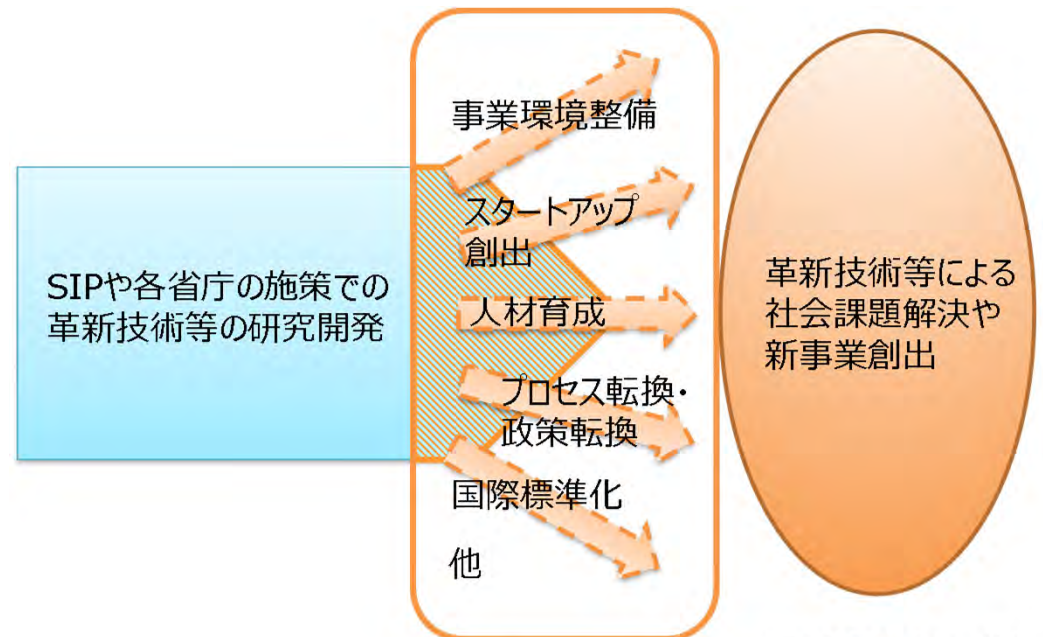 SIPや各省庁の施策での
革新技術等の研究開発
事業環境整備
スタートアップ
創出
人材育成
プロセス転換・
政策転換
国際標準化
他
革新技術等による
社会課題解決や
新事業創出